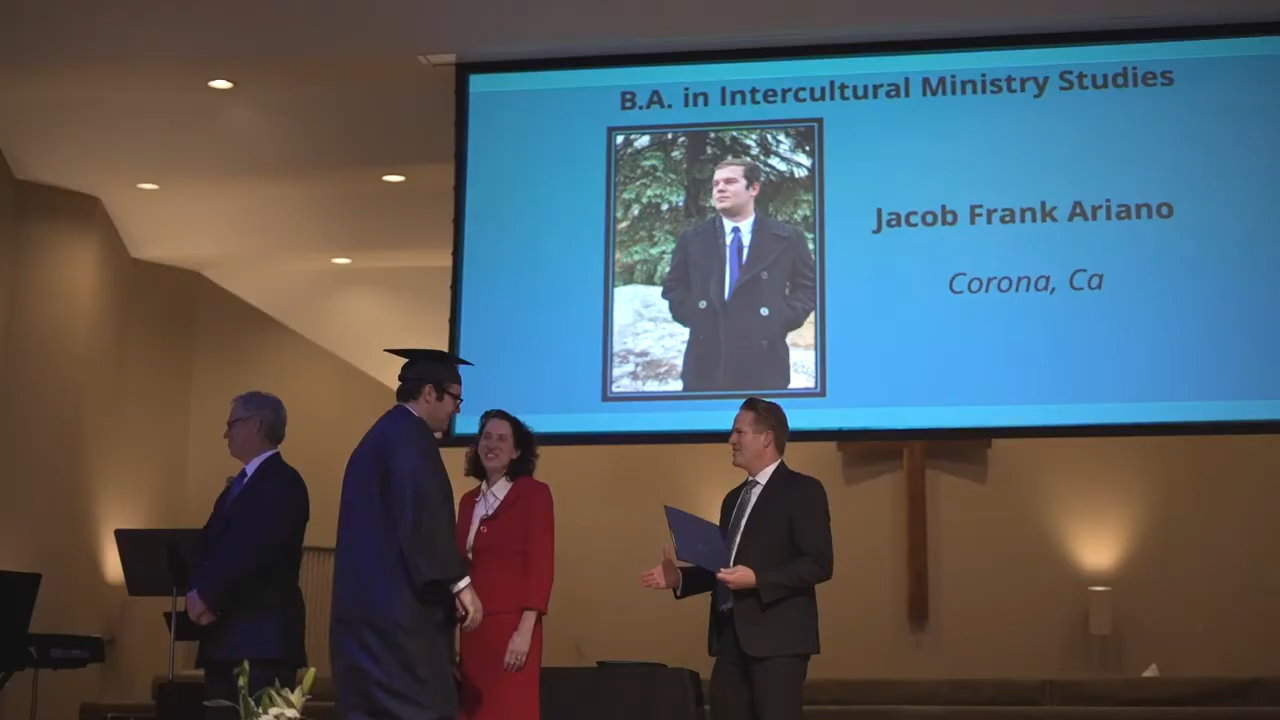 B.A. in Intercultural Ministry Studies
Jacob Frank Ariano
Corona, Ca